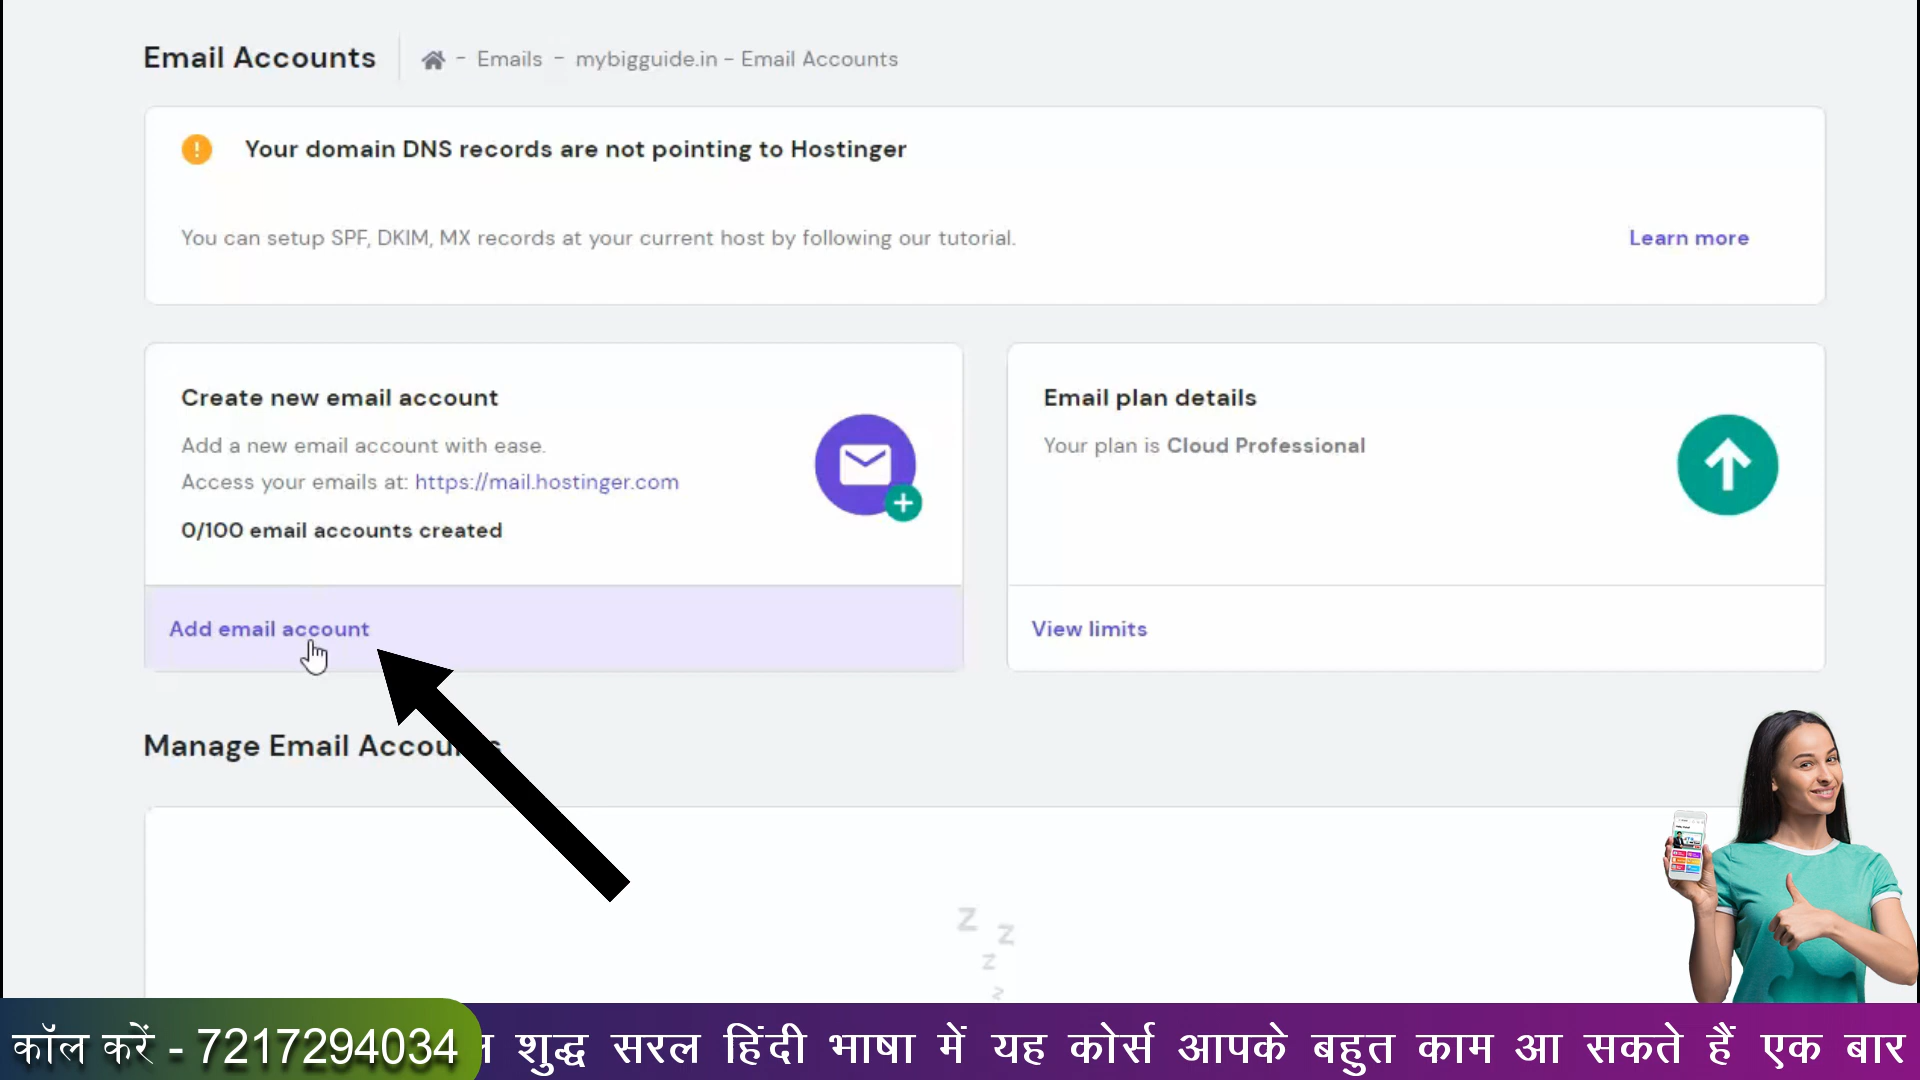 Email Accounts
- Emails - mybigguide.in - Email Accounts
Your domain DNS records are not pointing to Hostinger
You can setup SPF, DKIM, MX records at your current host by following our tutorial.
Learn more
Create new email account
Add a new email account with ease.
Access your emails at: https://mail.hostinger.com
0/100 email accounts created
Add email account
Email plan details
Your plan is Cloud Professional
View limits
Manage Email Accounts
z z
z
z
कॉल करें - 7217294034
शुद्ध सरल हिंदी भाषा में यह कोर्स आपके बहुत काम आ सकते हैं एक बार